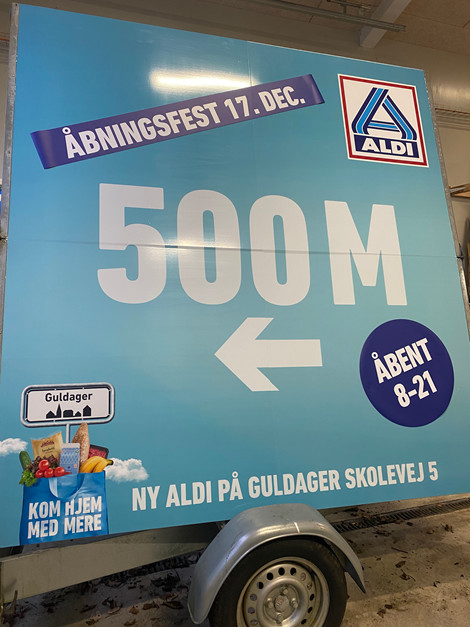 ÅBNINGSFEST 17. DEC.
ALDI
500 M
ÅBENT
8-21
Guldager
KOM HJEM
MED MERE
NY ALDI PÅ GULDAGER SKOLEVEJ 5